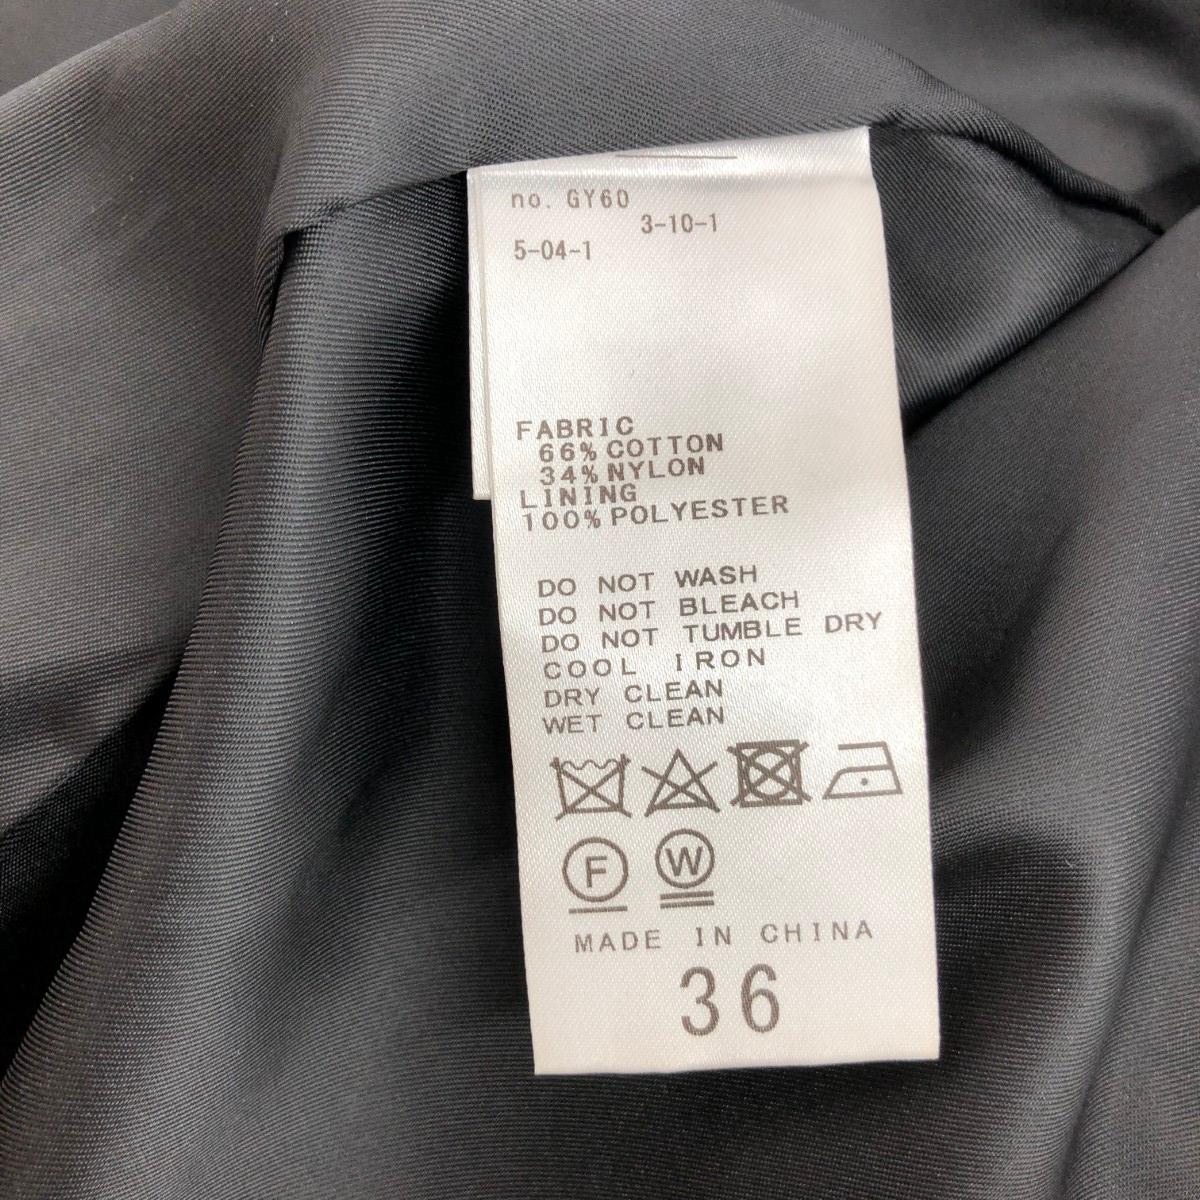 no. GY60
3-10-1
5-04-1
FABRIC
66% COTTON
34% NYLON
LINING
100% POLYESTER
DO NOT WASH
DO NOT BLEACH
DO NOT TUMBLE DRY
COOL IRON
DRY CLEAN
WET CLEAN
F W
MADE IN CHINA
36